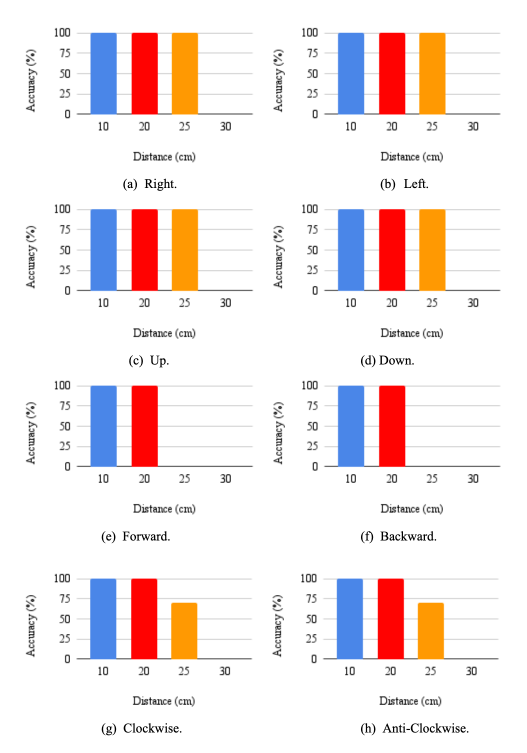 100
75
50
25
0
Accuracy (%)
10 20 25 30
Distance (cm)
(a) Right.
100
75
50
25
0
Accuracy (%)
10 20 25 30
Distance (cm)
(b) Left.
100
75
50
25
0
Accuracy (%)
10 20 25 30
Distance (cm)
(c) Up.
100
75
50
25
0
Accuracy (%)
10 20 25 30
Distance (cm)
(d) Down.
100
75
50
25
0
Accuracy (%)
10 20 25 30
Distance (cm)
(e) Forward.
100
75
50
25
0
Accuracy (%)
10 20 25 30
Distance (cm)
(f) Backward.
100
75
50
25
0
Accuracy (%)
10 20 25 30
Distance (cm)
(g) Clockwise.
100
75
50
25
0
Accuracy (%)
10 20 25 30
Distance (cm)
(h) Anti-Clockwise.